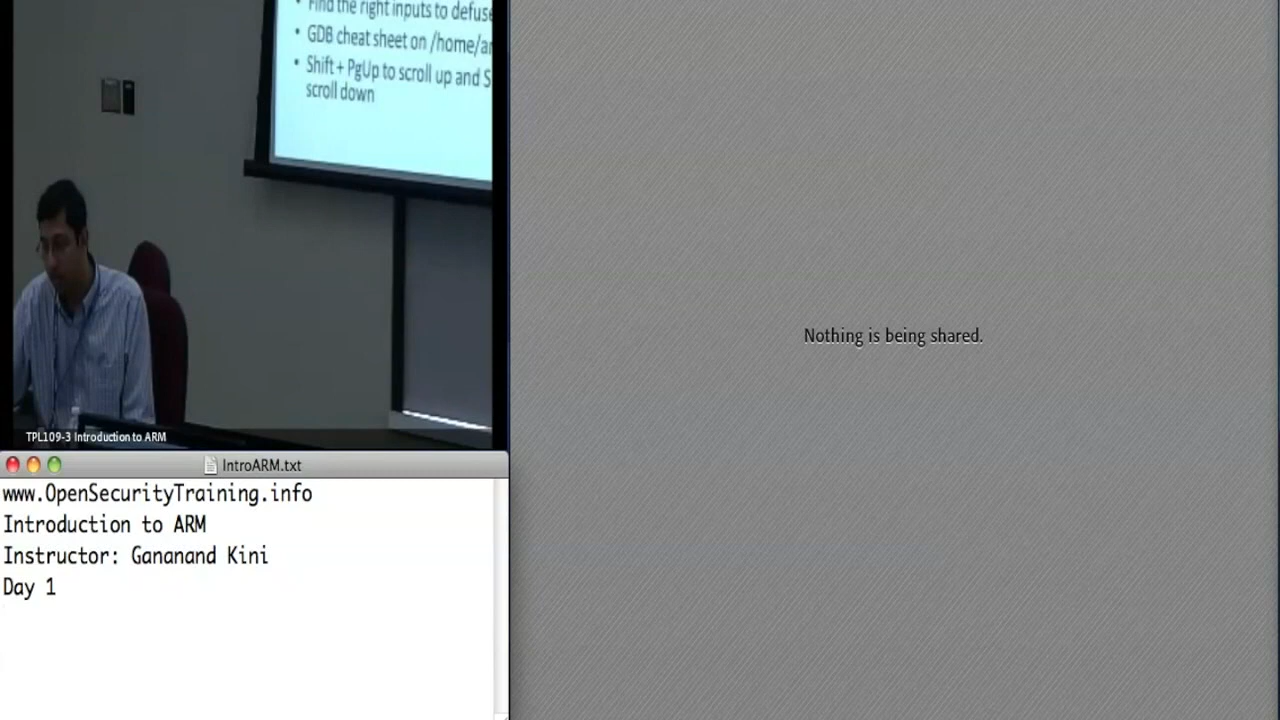 Find the right inputs to defuse
• GDB cheat sheet on /home/ar
• Shift + PgUp to scroll up and S
scroll down
Nothing is being shared.
TPL109-3 Introduction to ARM
IntroARM.txt
www.OpenSecurityTraining.info
Introduction to ARM
Instructor: Gananand Kini
Day 1